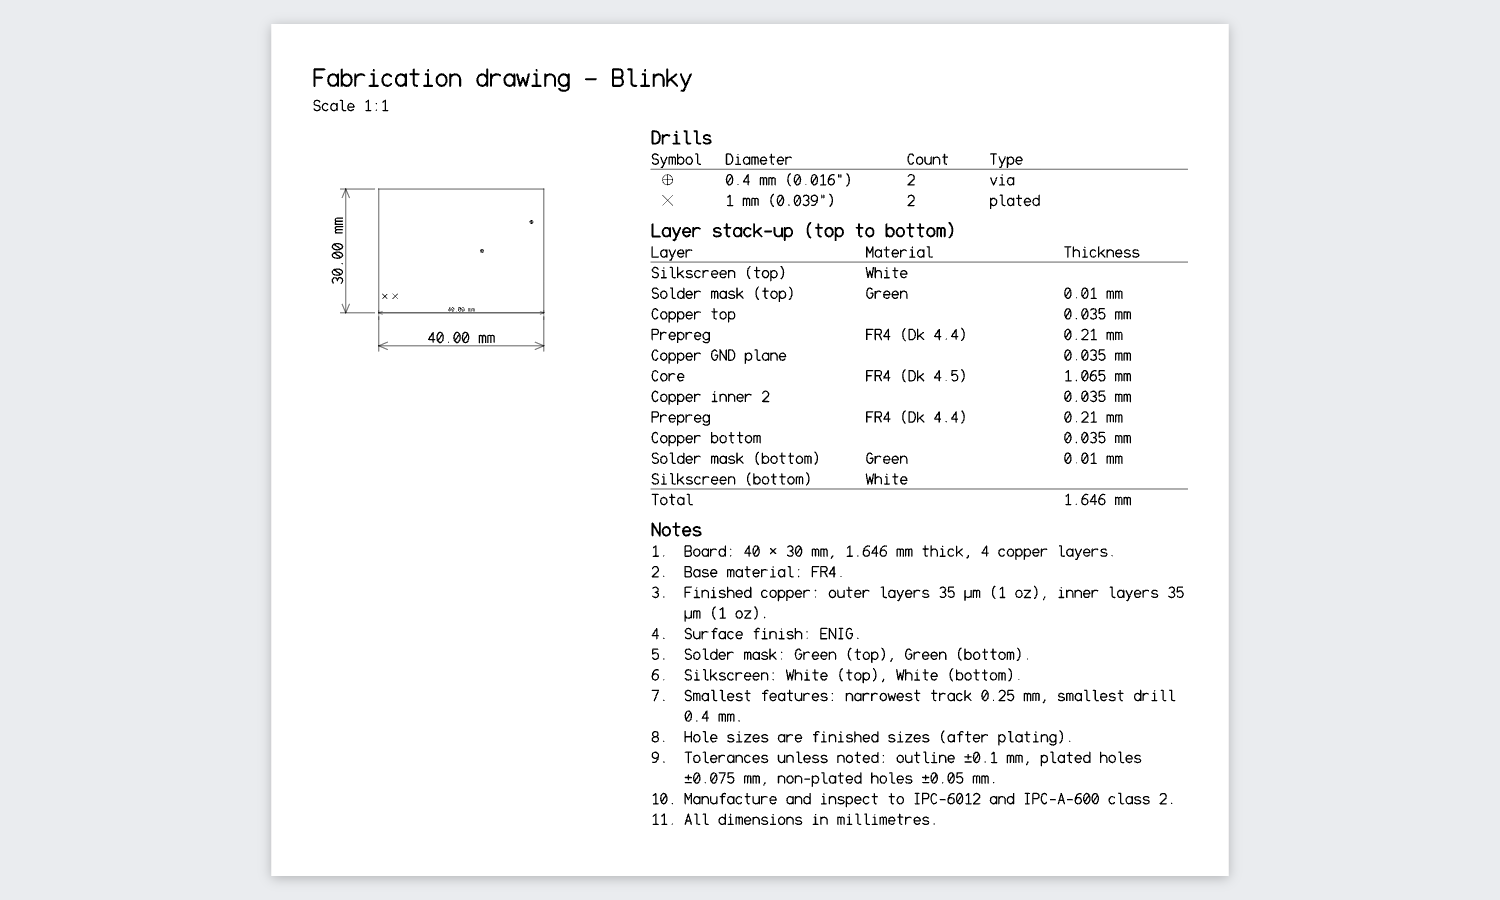 Fabrication drawing - Blinky
Scale 1:1
30.00 mm
40.00 mm
40.00 mm
Drills
Symbol Diameter Count Type
0.4 mm (0.016") 2 via
1 mm (0.039") 2 plated
Layer stack-up (top to bottom)
Layer Material Thickness
Silkscreen (top) White
Solder mask (top) Green 0.01 mm
Copper top 0.035 mm
Prepreg FR4 (Dk 4.4) 0.21 mm
Copper GND plane 0.035 mm
Core FR4 (Dk 4.5) 1.065 mm
Copper inner 2 0.035 mm
Prepreg FR4 (Dk 4.4) 0.21 mm
Copper bottom 0.035 mm
Solder mask (bottom) Green 0.01 mm
Silkscreen (bottom) White
Total 1.646 mm
Notes
1. Board: 40 × 30 mm, 1.646 mm thick, 4 copper layers.
2. Base material: FR4.
3. Finished copper: outer layers 35 µm (1 oz), inner layers 35
µm (1 oz).
4. Surface finish: ENIG.
5. Solder mask: Green (top), Green (bottom).
6. Silkscreen: White (top), White (bottom).
7. Smallest features: narrowest track 0.25 mm, smallest drill
0.4 mm.
8. Hole sizes are finished sizes (after plating).
9. Tolerances unless noted: outline ±0.1 mm, plated holes
±0.075 mm, non-plated holes ±0.05 mm.
10. Manufacture and inspect to IPC-6012 and IPC-A-600 class 2.
11. All dimensions in millimetres.